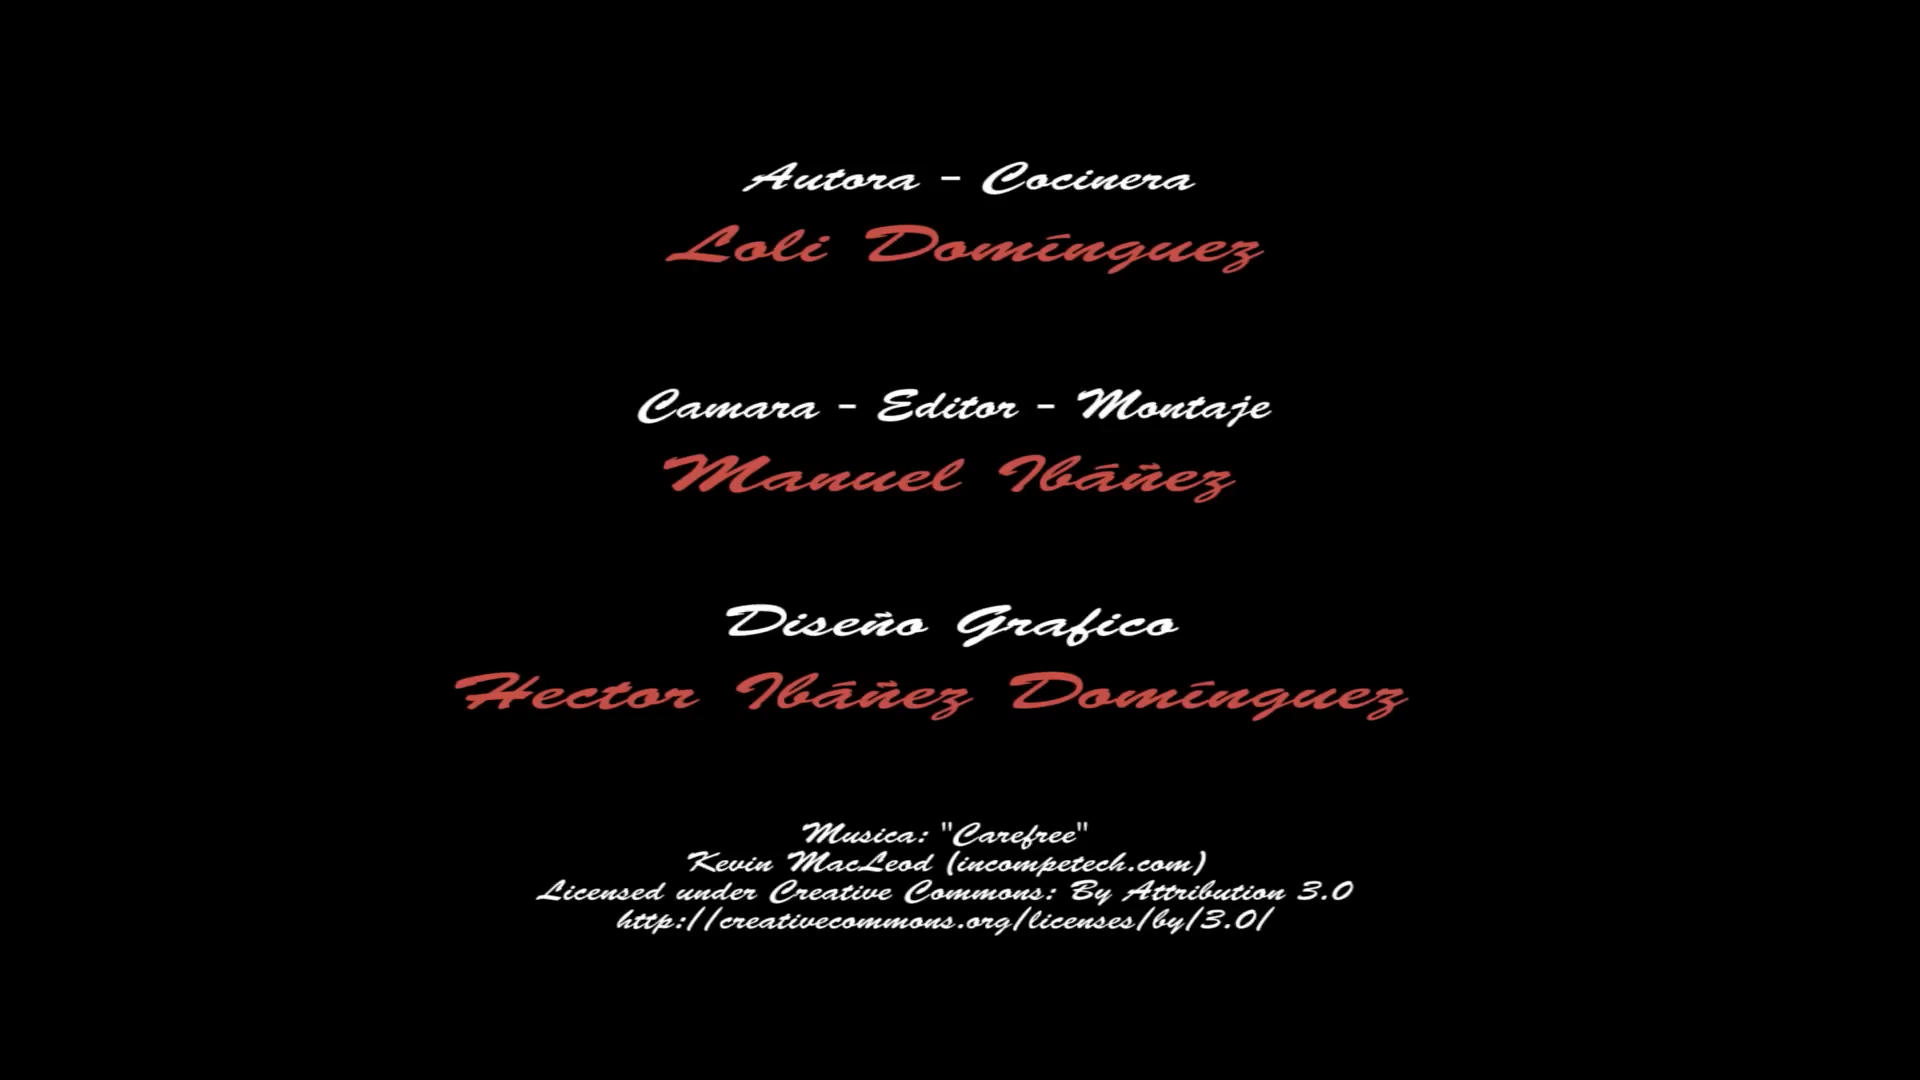 Autora - Cocinera
Loli Domínguez
Camara - Editor - Montaje
Manuel Ibáñez
Diseño Grafico
Hector Ibáñez Domínguez
Musica: "Carefree"
Kevin MacLeod (incompetech.com)
Licensed under Creative Commons: By Attribution 3.0
http://creativecommons.org/licenses/by/3.0/